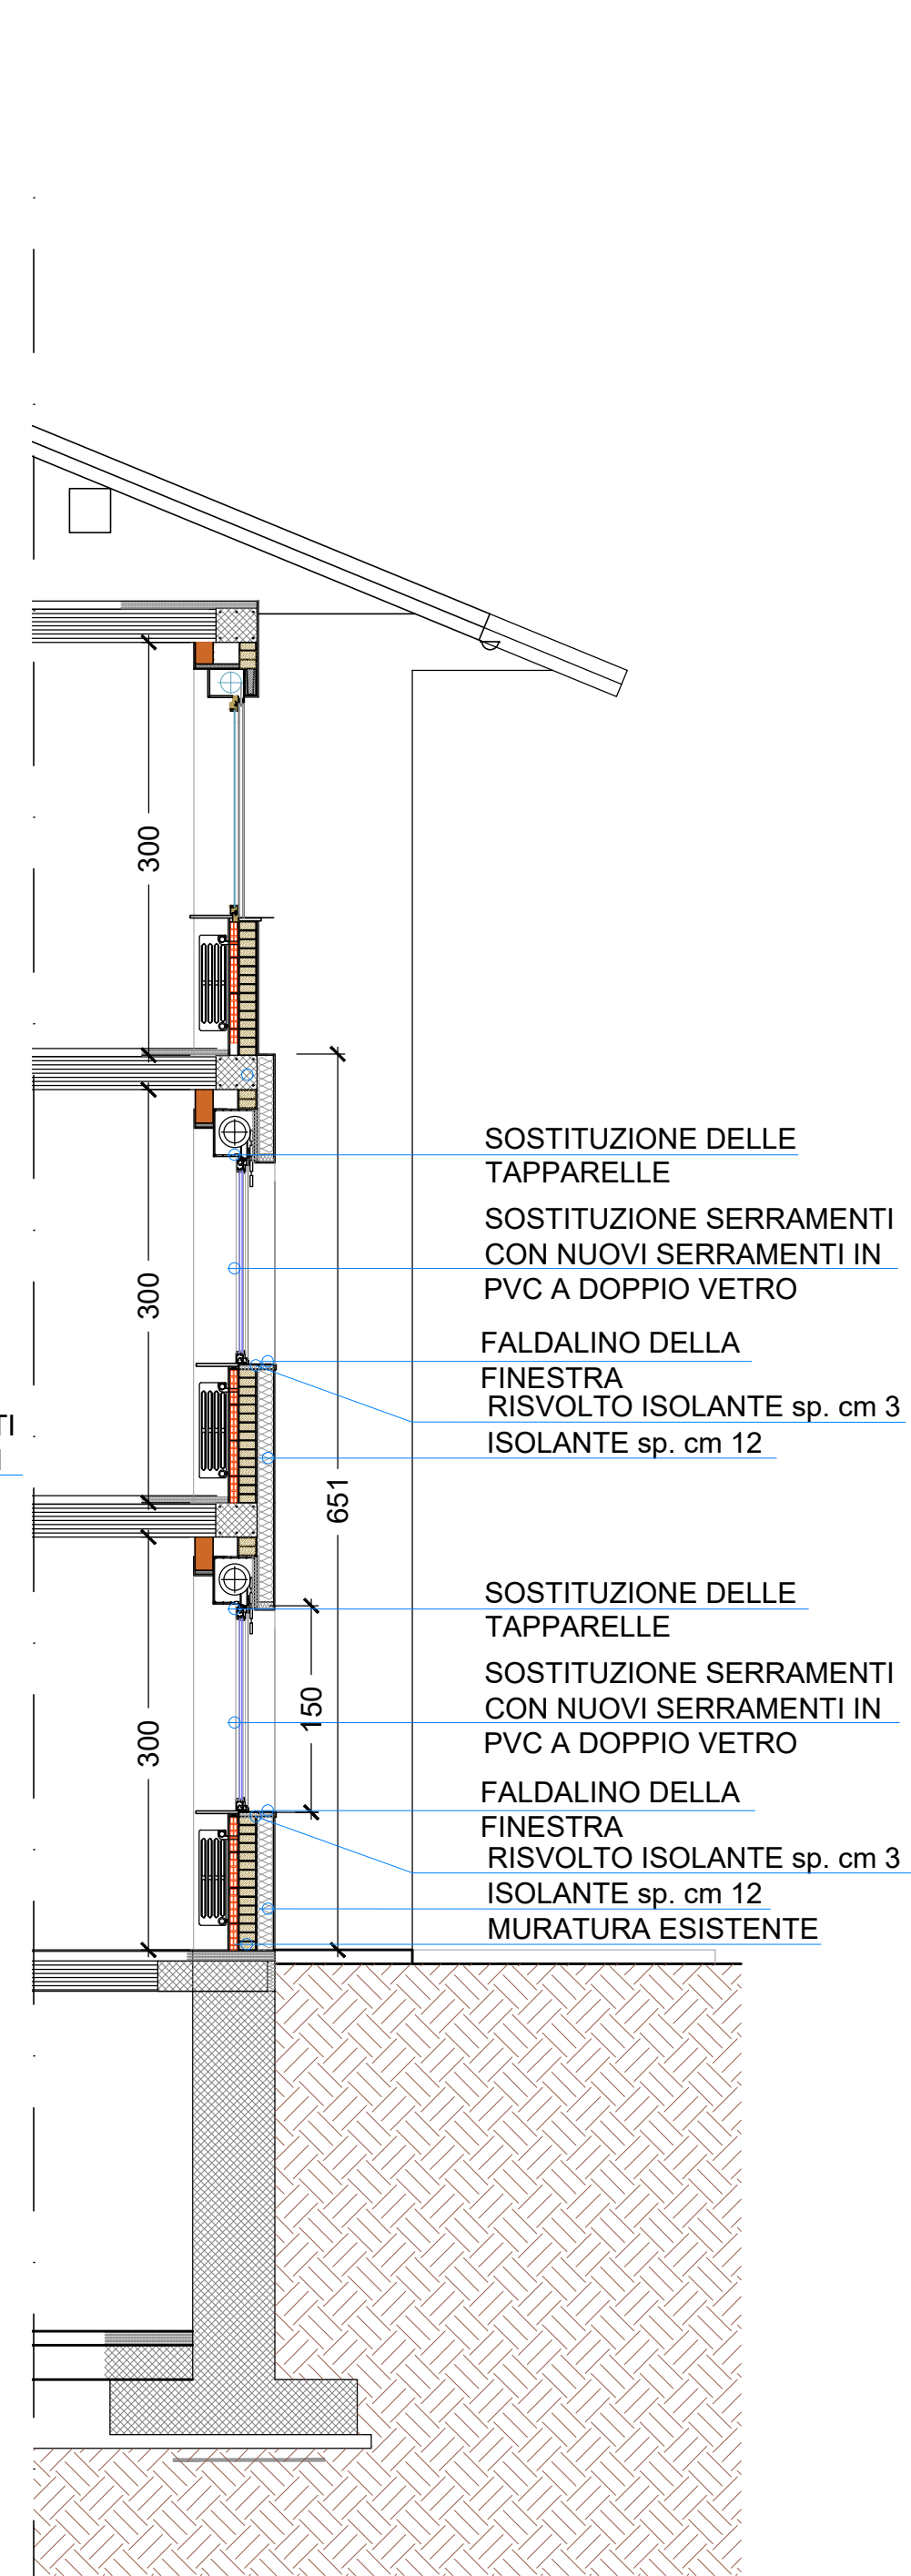 300
SOSTITUZIONE DELLE
TAPPARELLE
SOSTITUZIONE SERRAMENTI
CON NUOVI SERRAMENTI IN
PVC A DOPPIO VETRO
300
FALDALINO DELLA
FINESTRA
RISVOLTO ISOLANTE sp. cm 3
TI
ISOLANTE sp. cm 12
651
SOSTITUZIONE DELLE
TAPPARELLE
SOSTITUZIONE SERRAMENTI
CON NUOVI SERRAMENTI IN
PVC A DOPPIO VETRO
150
300
FALDALINO DELLA
FINESTRA
RISVOLTO ISOLANTE sp. cm 3
ISOLANTE sp. cm 12
MURATURA ESISTENTE